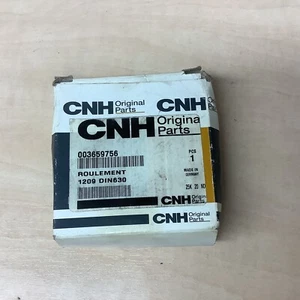 CNH Original Parts
CNH
CNH Original
Parts
003659756
PCS
1
ROULEMENT
1209 DIN630
MADE IN
GERMANY
CNH Original
Parts